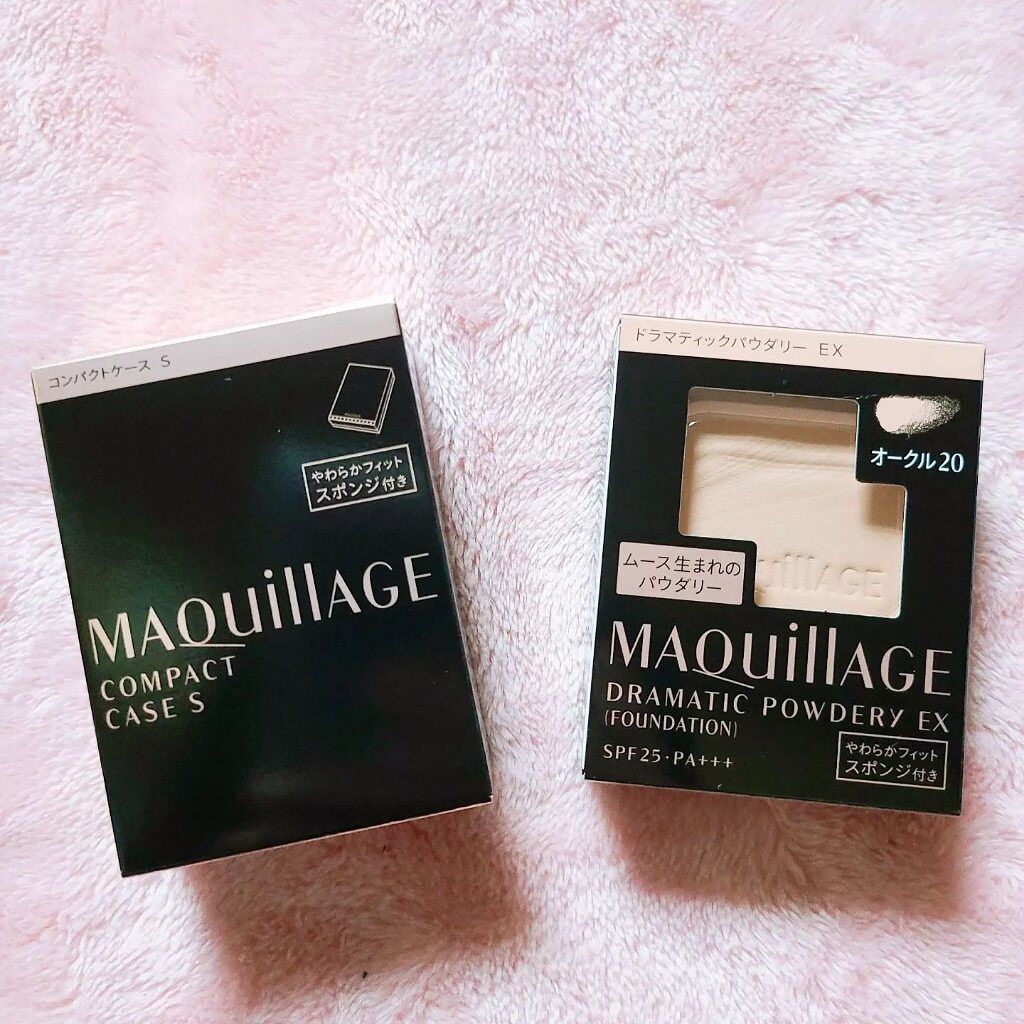 コンパクトケース S
やわらかフィット
スポンジ付き
MAQuillAGE
COMPACT
CASE S
ドラマティックパウダリー EX
オークル20
ムース生まれの
パウダリー
uillAGE
MAQuillAGE
DRAMATIC POWDERY EX
(FOUNDATION)
SPF25・PA+++
やわらかフィット
スポンジ付き